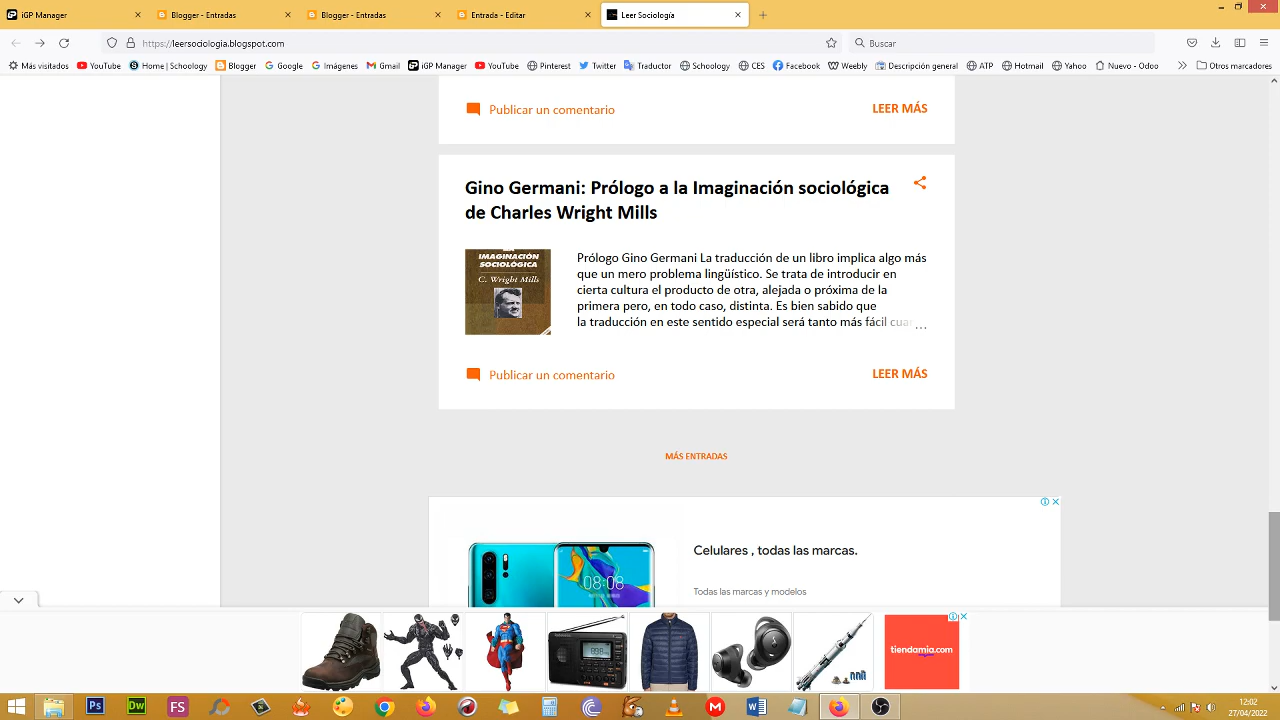 iGP Manager
Blogger - Entradas
Blogger - Entradas
Entrada - Editar
Leer Sociología
https://leersociologia.blogspot.com
Buscar
Más visitados
YouTube
Home | Schoology
Blogger
Google
Imágenes
Gmail
iGP Manager
YouTube
Pinterest
Twitter
Traductor
Schoology
CES
Facebook
Weebly
Descripción general
ATP
Hotmail
Yahoo
Nuevo - Odoo
Otros marcadores
Publicar un comentario
LEER MÁS
Gino Germani: Prólogo a la Imaginación sociológica
de Charles Wright Mills
IMAGINACIÓN
SOCIOLÓGICA
C. Wright Mills
Prólogo Gino Germani La traducción de un libro implica algo más
que un mero problema lingüístico. Se trata de introducir en
cierta cultura el producto de otra, alejada o próxima de la
primera pero, en todo caso, distinta. Es bien sabido que
la traducción en este sentido especial será tanto más fácil cuan...
Publicar un comentario
LEER MÁS
MÁS ENTRADAS
Celulares , todas las marcas.
08:08
Todas las marcas y modelos
tiendamia.com
Ps
Dw
FS
12:02
27/04/2022